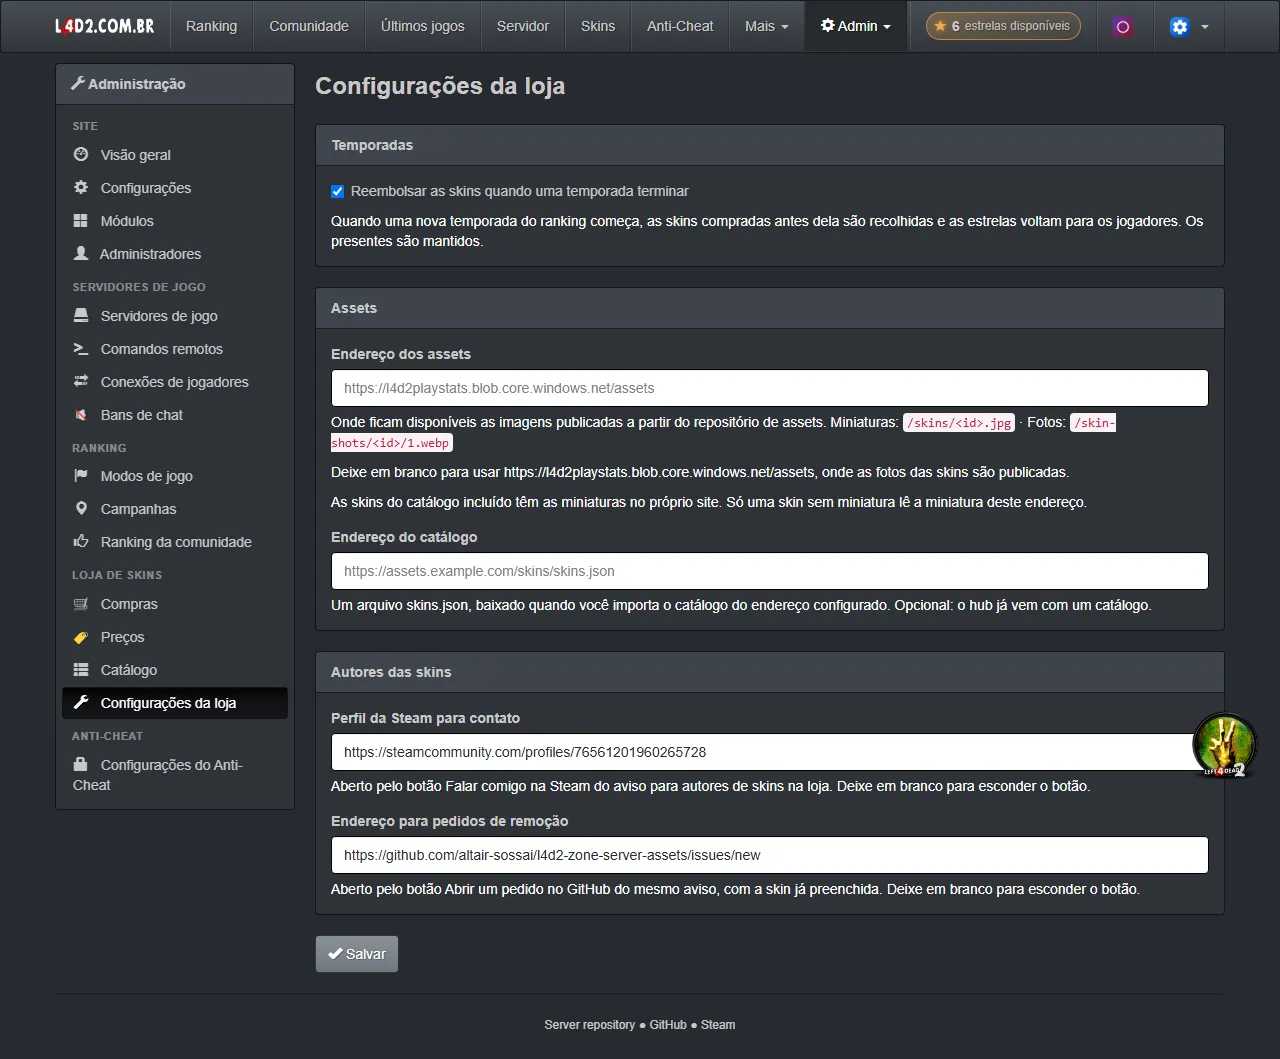 L4D2.COM.BR Ranking Comunidade Últimos jogos Servidor Skins Anti-Cheat Mais Admin 6 estrelas disponíveis
Administração
SITE
Visão geral
Configurações
Módulos
Administradores
SERVIDORES DE JOGO
Servidores de jogo
Comandos remotos
Conexões de jogadores
Bans de chat
RANKING
Modos de jogo
Campanhas
Ranking da comunidade
LOJA DE SKINS
Compras
Preços
Catálogo
Configurações da loja
ANTI-CHEAT
Configurações do Anti-
Cheat
Configurações da loja
Temporadas
Reembolsar as skins quando uma temporada terminar
Quando uma nova temporada do ranking começa, as skins compradas antes dela são recolhidas e as estrelas voltam para os jogadores. Os
presentes são mantidos.
Assets
Endereço dos assets
https://l4d2playstats.blob.core.windows.net/assets
Onde ficam disponíveis as imagens publicadas a partir do repositório de assets. Miniaturas: /skins/<id>.jpg · Fotos: /skin-
shots/<id>/1.webp
Deixe em branco para usar https://l4d2playstats.blob.core.windows.net/assets, onde as fotos das skins são publicadas.
As skins do catálogo incluído têm as miniaturas no próprio site. Só uma skin sem miniatura lê a miniatura deste endereço.
Endereço do catálogo
https://assets.example.com/skins/skins.json
Um arquivo skins.json, baixado quando você importa o catálogo do endereço configurado. Opcional: o hub já vem com um catálogo.
Autores das skins
Perfil da Steam para contato
https://steamcommunity.com/profiles/76561201960265728
Aberto pelo botão Falar comigo na Steam do aviso para autores de skins na loja. Deixe em branco para esconder o botão.
LEFT 4 DEAD 2
Endereço para pedidos de remoção
https://github.com/altair-sossai/l4d2-zone-server-assets/issues/new
Aberto pelo botão Abrir um pedido no GitHub do mesmo aviso, com a skin já preenchida. Deixe em branco para esconder o botão.
Salvar
Server repository ● GitHub ● Steam